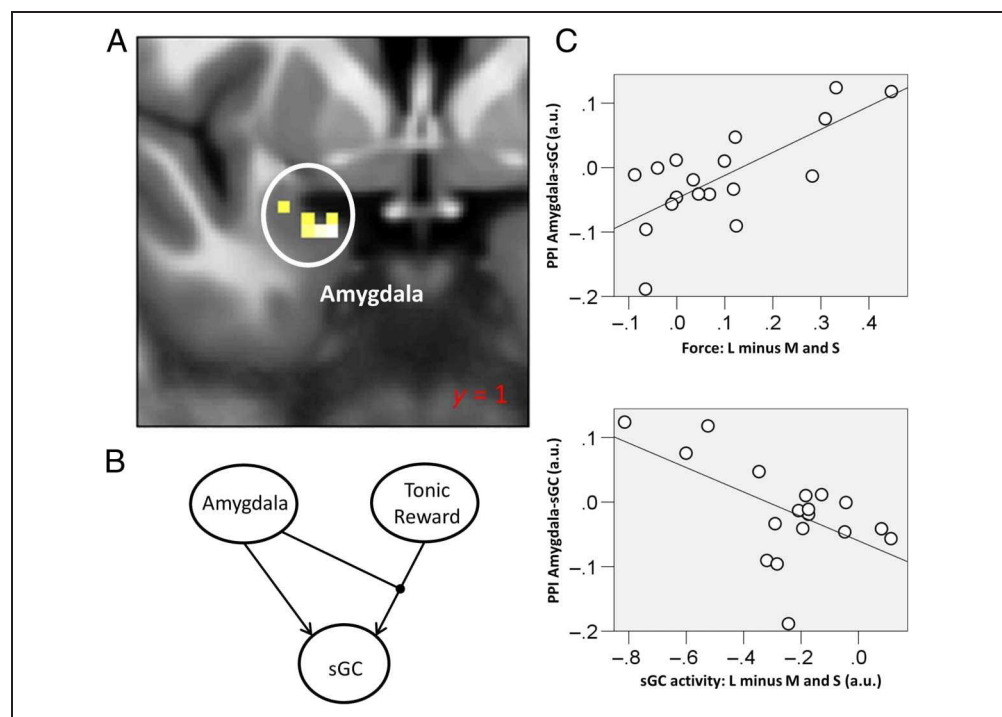 A
Amygdala
y = 1
B
Amygdala
Tonic
Reward
sGC
C
PPI Amygdala-sGC (a.u.)
.1
.0
−.1
−.2
−.1 .0 .1 .2 .3 .4
Force: L minus M and S
PPI Amygdala-sGC (a.u.)
.1
.0
−.1
−.2
−.8 −.6 −.4 −.2 .0
sGC activity: L minus M and S (a.u.)